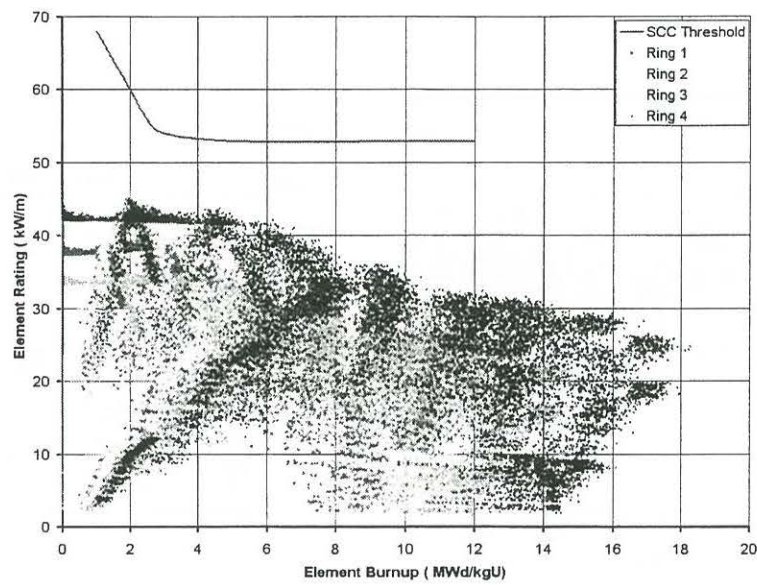 70
60
50
40
30
20
10
0
Element Rating ( kW/m)
SCC Threshold
Ring 1
Ring 2
Ring 3
Ring 4
0 2 4 6 8 10 12 14 16 18 20
Element Burnup ( MWd/kgU)